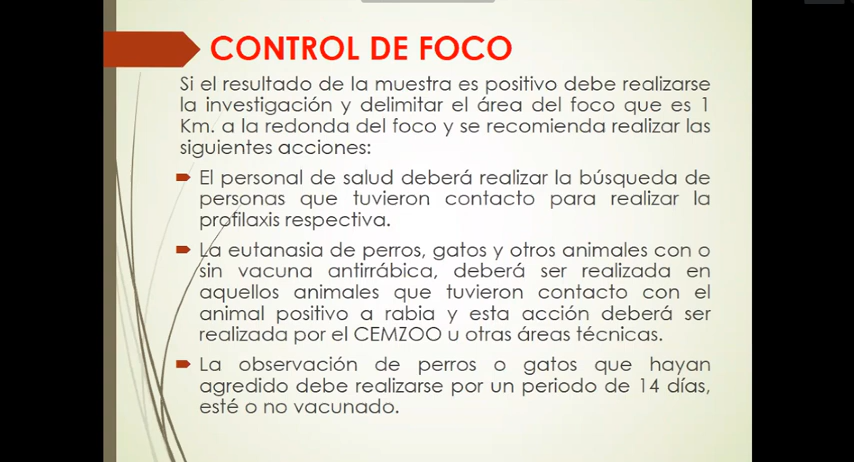 CONTROL DE FOCO
Si el resultado de la muestra es positivo debe realizarse
la investigación y delimitar el área del foco que es 1
Km. a la redonda del foco y se recomienda realizar las
siguientes acciones:
El personal de salud deberá realizar la búsqueda de
personas que tuvieron contacto para realizar la
profilaxis respectiva.
La eutanasia de perros, gatos y otros animales con o
sin vacuna antirrábica, deberá ser realizada en
aquellos animales que tuvieron contacto con el
animal positivo a rabia y esta acción deberá ser
realizada por el CEMZOO u otras áreas técnicas.
La observación de perros o gatos que hayan
agredido debe realizarse por un periodo de 14 días,
esté o no vacunado.